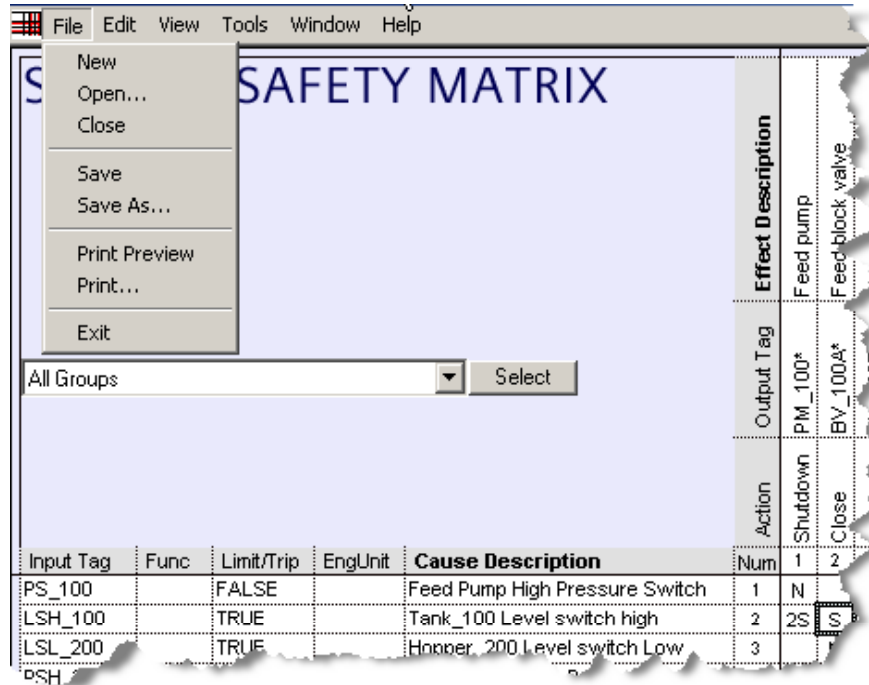 File Edit View Tools Window Help
New
Open...
Close
Save
Save As...
Print Preview
Print...
Exit
S SAFETY MATRIX
All Groups
Select
Effect Description
Feed pump
Feed block valve
Output Tag
PM_100*
BV_100A*
Action
Shutdown
Close
Input Tag Func Limit/Trip EngUnit Cause Description Num 1 2
PS_100 FALSE Feed Pump High Pressure Switch 1 N
LSH_100 TRUE Tank_100 Level switch high 2 2S S
LSL_200 TRUE Hopper_200 Level switch Low 3
PSH